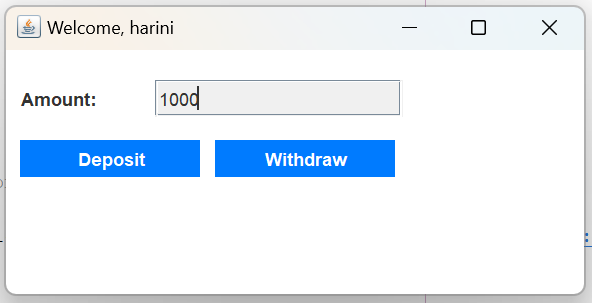 Welcome, harini
Amount: 1000
Deposit Withdraw